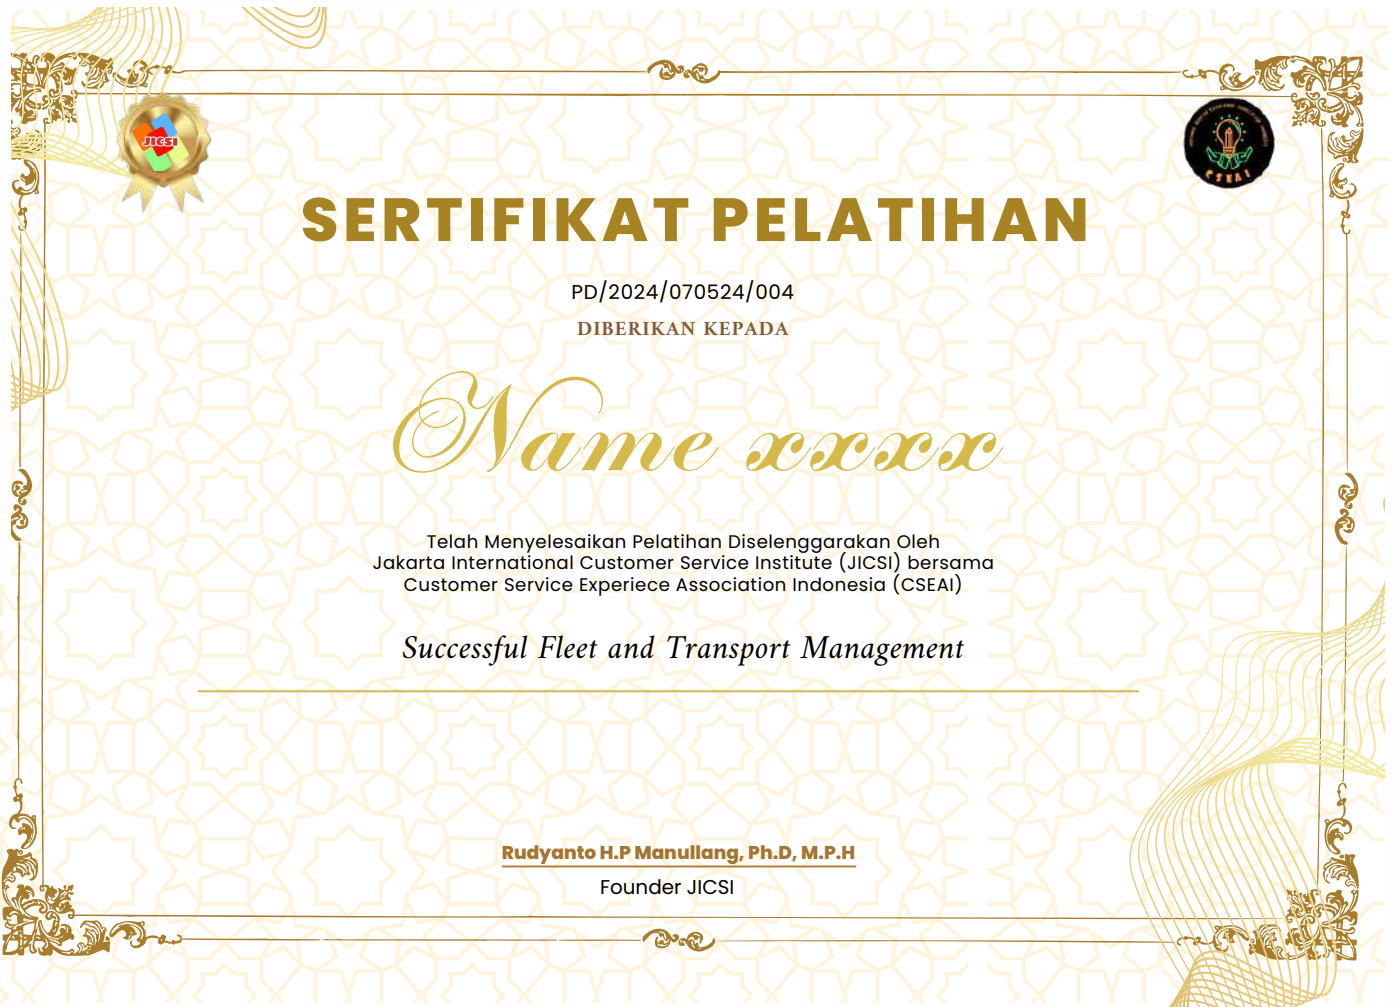 JICSI
CSEAI
SERTIFIKAT PELATIHAN
PD/2024/070524/004
DIBERIKAN KEPADA
Name xxxx
Telah Menyelesaikan Pelatihan Diselenggarakan Oleh
Jakarta International Customer Service Institute (JICSI) bersama
Customer Service Experiece Association Indonesia (CSEAI)
Successful Fleet and Transport Management
Rudyanto H.P Manullang, Ph.D, M.P.H
Founder JICSI